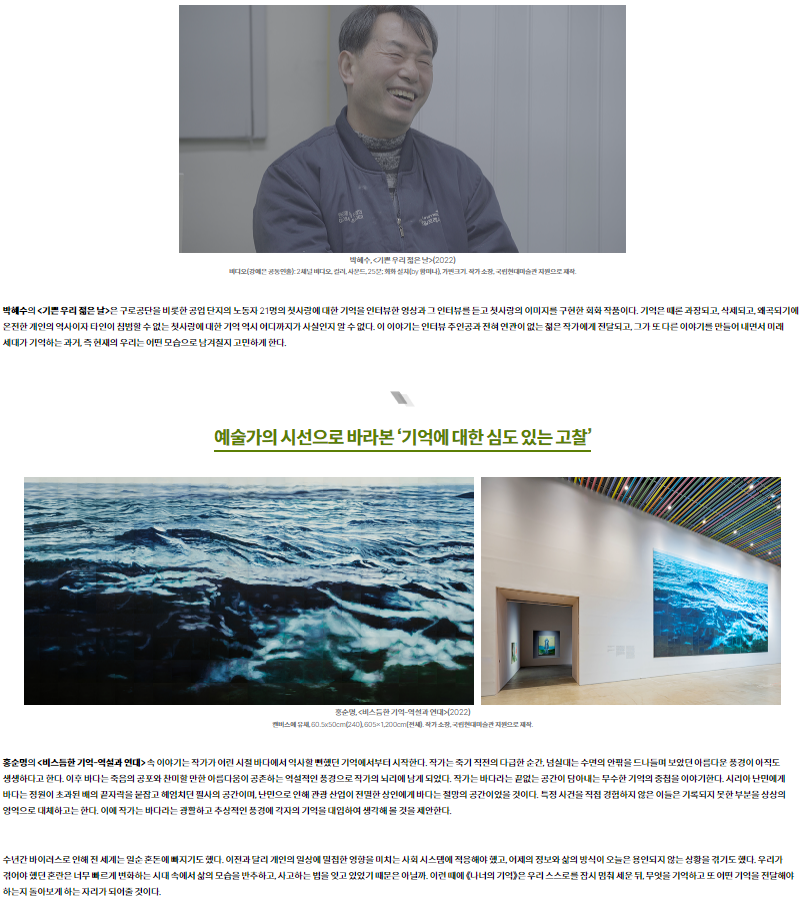 박혜수, <기쁜 우리 젊은 날>(2022)
비디오(강예은 공동연출): 2채널 비디오, 컬러, 사운드, 25분; 회화 설치(by 왕마나), 가변크기. 작가 소장. 국립현대미술관 지원으로 제작.
박혜수의 <기쁜 우리 젊은 날>은 구로공단을 비롯한 공업 단지의 노동자 21명의 첫사랑에 대한 기억을 인터뷰한 영상과 그 인터뷰를 듣고 첫사랑의 이미지를 구현한 회화 작품이다. 기억은 때론 과장되고, 삭제되고, 왜곡되기에
온전한 개인의 역사이자 타인이 침범할 수 없는 첫사랑에 대한 기억 역시 어디까지가 사실인지 알 수 없다. 이 이야기는 인터뷰 주인공과 전혀 연관이 없는 젊은 작가에게 전달되고, 그가 또 다른 이야기를 만들어 내면서 미래
세대가 기억하는 과거, 즉 현재의 우리는 어떤 모습으로 남겨질지 고민하게 한다.
예술가의 시선으로 바라본 ‘기억에 대한 심도 있는 고찰’
홍순명, <비스듬한 기억-역설과 연대>(2022)
캔버스에 유채, 60.5x50cm(240), 605×1,200cm(전체). 작가 소장, 국립현대미술관 지원으로 제작.
홍순명의 <비스듬한 기억-역설과 연대> 속 이야기는 작가가 어린 시절 바다에서 익사할 뻔했던 기억에서부터 시작한다. 작가는 죽기 직전의 다급한 순간, 넘실대는 수면의 안팎을 드나들며 보았던 아름다운 풍경이 아직도
생생하다고 한다. 이후 바다는 죽음의 공포와 찬미할 만한 아름다움이 공존하는 역설적인 풍경으로 작가의 뇌리에 남게 되었다. 작가는 바다라는 끝없는 공간이 담아내는 무수한 기억의 중첩을 이야기한다. 시리아 난민에게
바다는 정원이 초과된 배의 끝자락을 붙잡고 헤엄치던 필사의 공간이며, 난민으로 인해 관광 산업이 전멸한 상인에게 바다는 절망의 공간이었을 것이다. 특정 사건을 직접 경험하지 않은 이들은 기록되지 못한 부분을 상상의
영역으로 대체하고는 한다. 이에 작가는 바다라는 광활하고 추상적인 풍경에 각자의 기억을 대입하여 생각해 볼 것을 제안한다.
수년간 바이러스로 인해 전 세계는 일순 혼돈에 빠지기도 했다. 이전과 달리 개인의 일상에 밀접한 영향을 미치는 사회 시스템에 적응해야 했고, 어제의 정보와 삶의 방식이 오늘은 용인되지 않는 상황을 겪기도 했다. 우리가
겪어야 했던 혼란은 너무 빠르게 변화하는 시대 속에서 삶의 모습을 반추하고, 사고하는 법을 잊고 있었기 때문은 아닐까. 이런 때에 《나너의 기억》은 우리 스스로를 잠시 멈춰 세운 뒤, 무엇을 기억하고 또 어떤 기억을 전달해야
하는지 돌아보게 하는 자리가 되어줄 것이다.